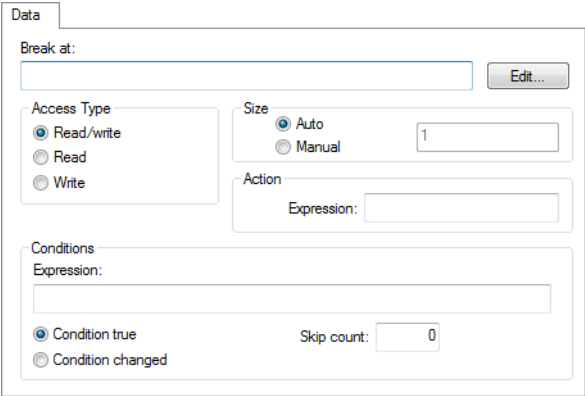 Data
Break at:
Edit...
Access Type
Read/write
Read
Write
Size
Auto
Manual
1
Action
Expression:
Conditions
Expression:
Condition true
Condition changed
Skip count: 0